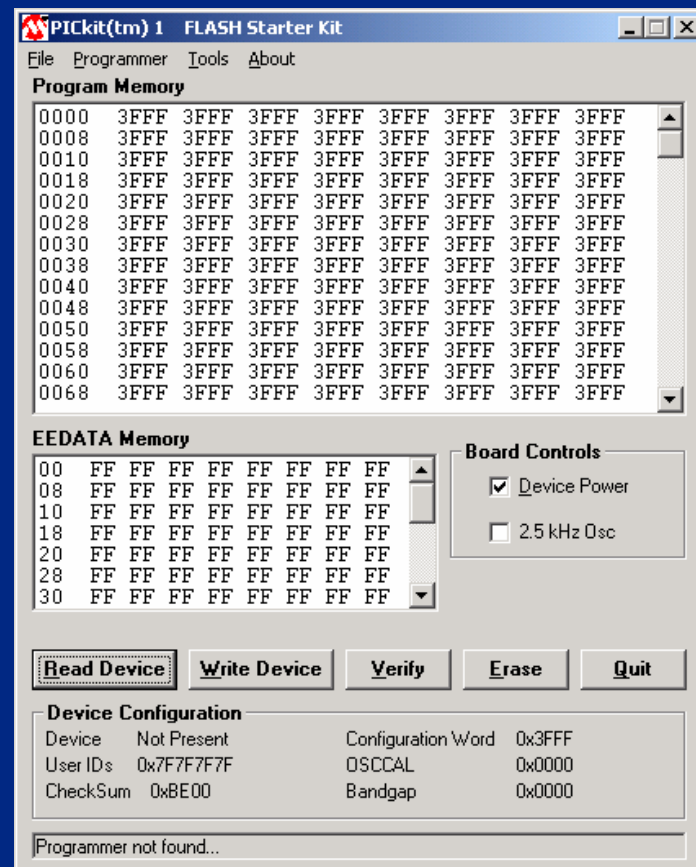 PICkit(tm) 1 FLASH Starter Kit
File Programmer Tools About
Program Memory
0000 3FFF 3FFF 3FFF 3FFF 3FFF 3FFF 3FFF 3FFF
0008 3FFF 3FFF 3FFF 3FFF 3FFF 3FFF 3FFF 3FFF
0010 3FFF 3FFF 3FFF 3FFF 3FFF 3FFF 3FFF 3FFF
0018 3FFF 3FFF 3FFF 3FFF 3FFF 3FFF 3FFF 3FFF
0020 3FFF 3FFF 3FFF 3FFF 3FFF 3FFF 3FFF 3FFF
0028 3FFF 3FFF 3FFF 3FFF 3FFF 3FFF 3FFF 3FFF
0030 3FFF 3FFF 3FFF 3FFF 3FFF 3FFF 3FFF 3FFF
0038 3FFF 3FFF 3FFF 3FFF 3FFF 3FFF 3FFF 3FFF
0040 3FFF 3FFF 3FFF 3FFF 3FFF 3FFF 3FFF 3FFF
0048 3FFF 3FFF 3FFF 3FFF 3FFF 3FFF 3FFF 3FFF
0050 3FFF 3FFF 3FFF 3FFF 3FFF 3FFF 3FFF 3FFF
0058 3FFF 3FFF 3FFF 3FFF 3FFF 3FFF 3FFF 3FFF
0060 3FFF 3FFF 3FFF 3FFF 3FFF 3FFF 3FFF 3FFF
0068 3FFF 3FFF 3FFF 3FFF 3FFF 3FFF 3FFF 3FFF
EEDATA Memory
00 FF FF FF FF FF FF FF FF
08 FF FF FF FF FF FF FF FF
10 FF FF FF FF FF FF FF FF
18 FF FF FF FF FF FF FF FF
20 FF FF FF FF FF FF FF FF
28 FF FF FF FF FF FF FF FF
30 FF FF FF FF FF FF FF FF
Board Controls
Device Power
2.5 kHz Osc
Read Device Write Device Verify Erase Quit
Device Configuration
Device Not Present Configuration Word 0x3FFF
User IDs 0x7F7F7F7F OSCCAL 0x0000
CheckSum 0xBE00 Bandgap 0x0000
Programmer not found...